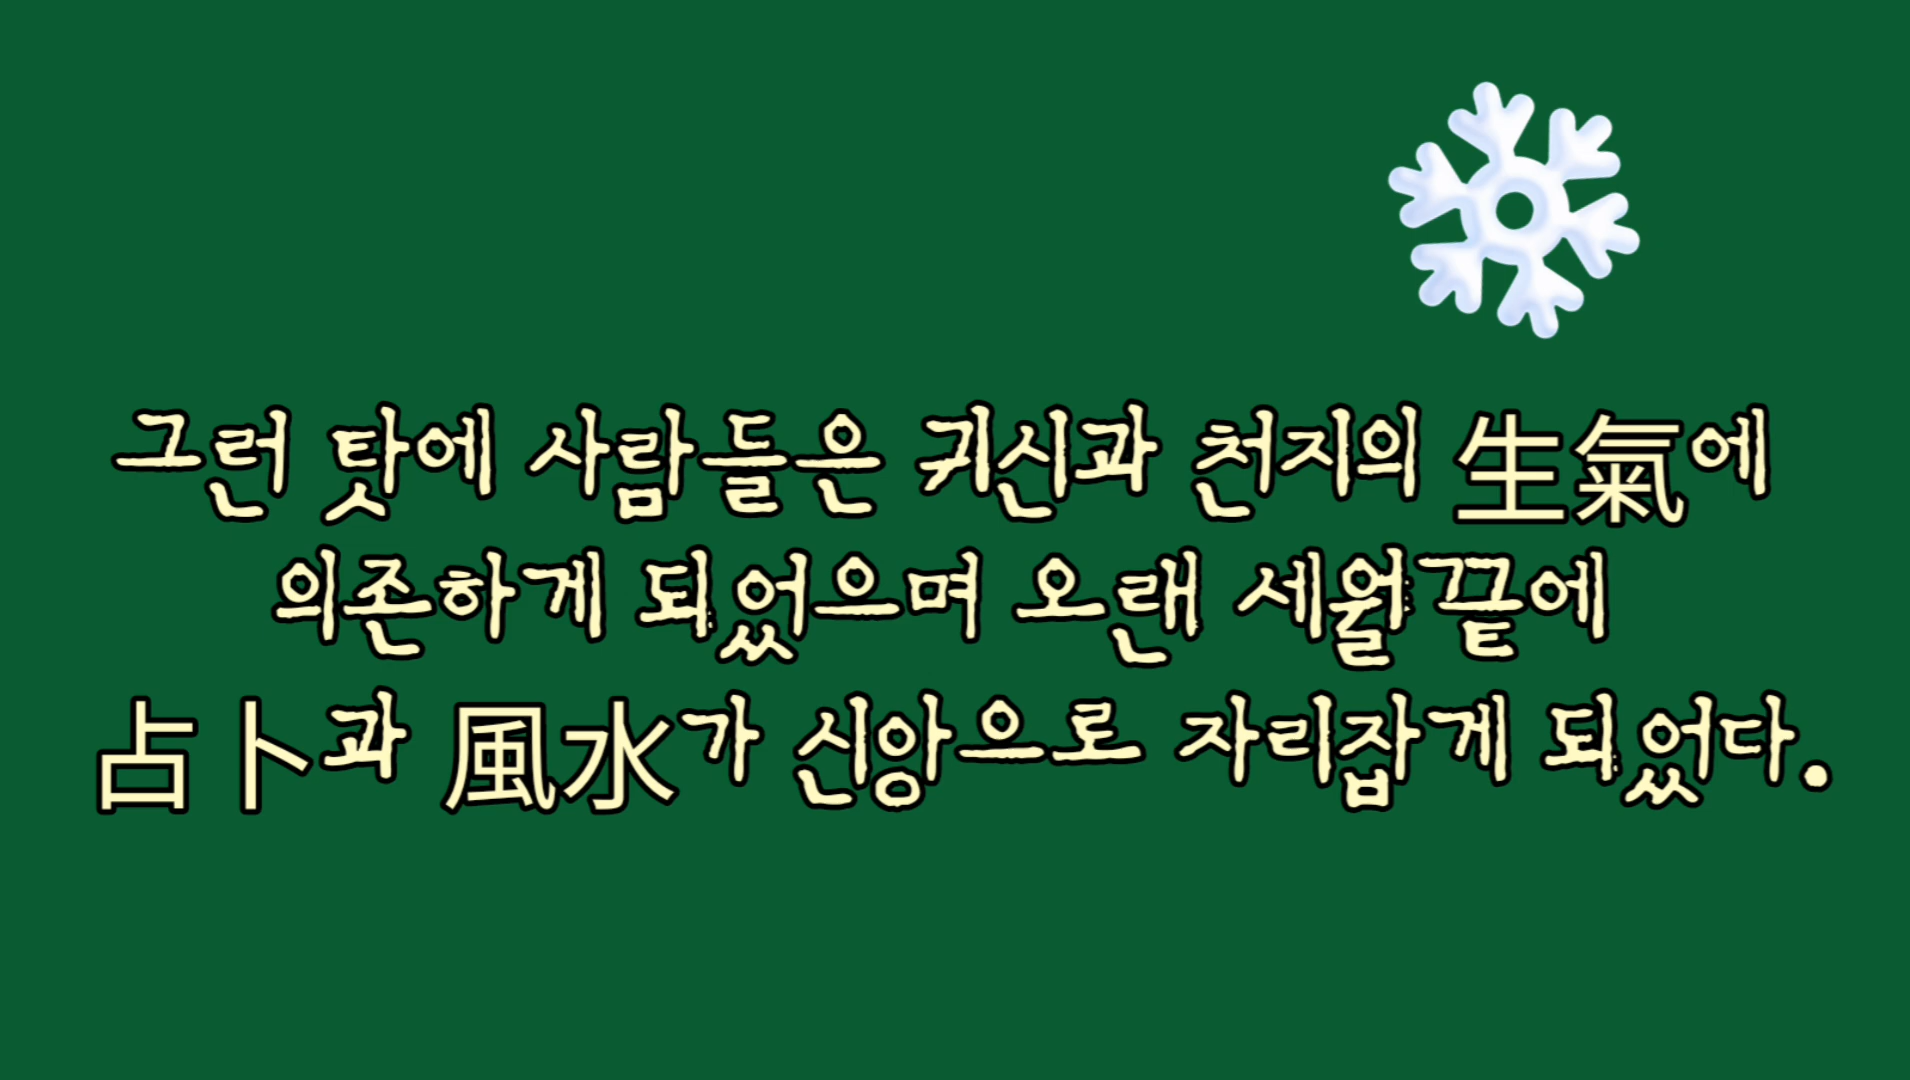 그런 탓에 사람들은 귀신과 천지의 生氣에
의존하게 되었으며 오랜 세월끝에
占卜과 風水가 신앙으로 자리잡게 되었다.